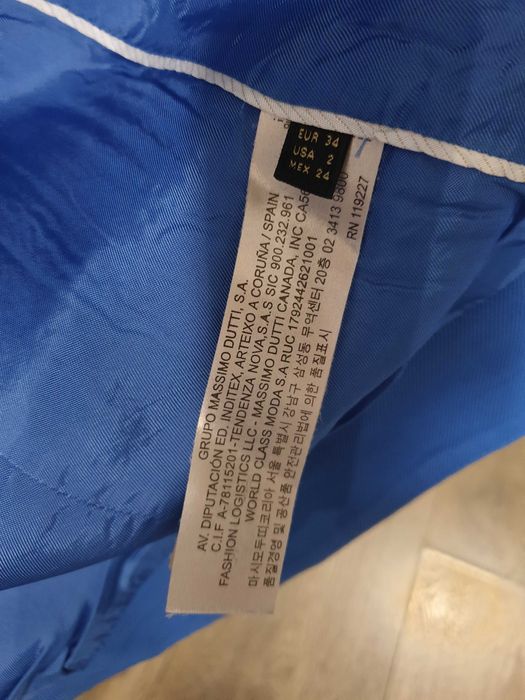 EUR 34
USA 2
MEX 24
GRUPO MASSIMO DUTTI, S.A.
AV. DIPUTACIÓN ED. INDITEX, ARTEIXO A CORUÑA/ SPAIN
C.I.F A-78115201-TENDENZA NOVA,S.A.S SIC 900.232.961
FASHION LOGISTICS LLC - MASSIMO DUTTI CANADA, INC CA56
WORLD CLASS MODA S.A RUC 1792442621001
마시모두띠코리아 서울 특별시 강남구 삼성동 무역센터 20층 02 3413 9800
품질경영 및 공산품 안전관리법에 의한 품질표시
RN 119227